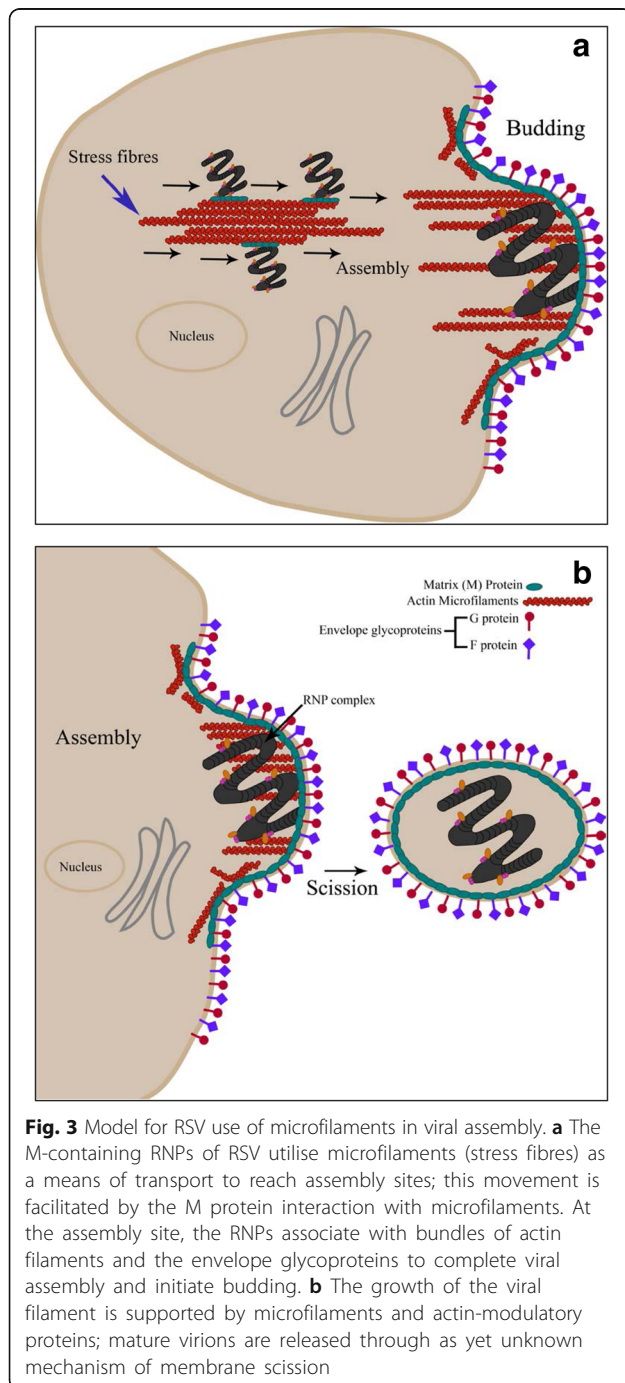 a
Budding
Stress fibres
Assembly
Nucleus
b
Matrix (M) Protein
Actin Microfilaments
G protein
Envelope glycoproteins
F protein
RNP complex
Assembly
Nucleus
Scission
Fig. 3 Model for RSV use of microfilaments in viral assembly. a The
M-containing RNPs of RSV utilise microfilaments (stress fibres) as
a means of transport to reach assembly sites; this movement is
facilitated by the M protein interaction with microfilaments. At
the assembly site, the RNPs associate with bundles of actin
filaments and the envelope glycoproteins to complete viral
assembly and initiate budding. b The growth of the viral
filament is supported by microfilaments and actin-modulatory
proteins; mature virions are released through as yet unknown
mechanism of membrane scission